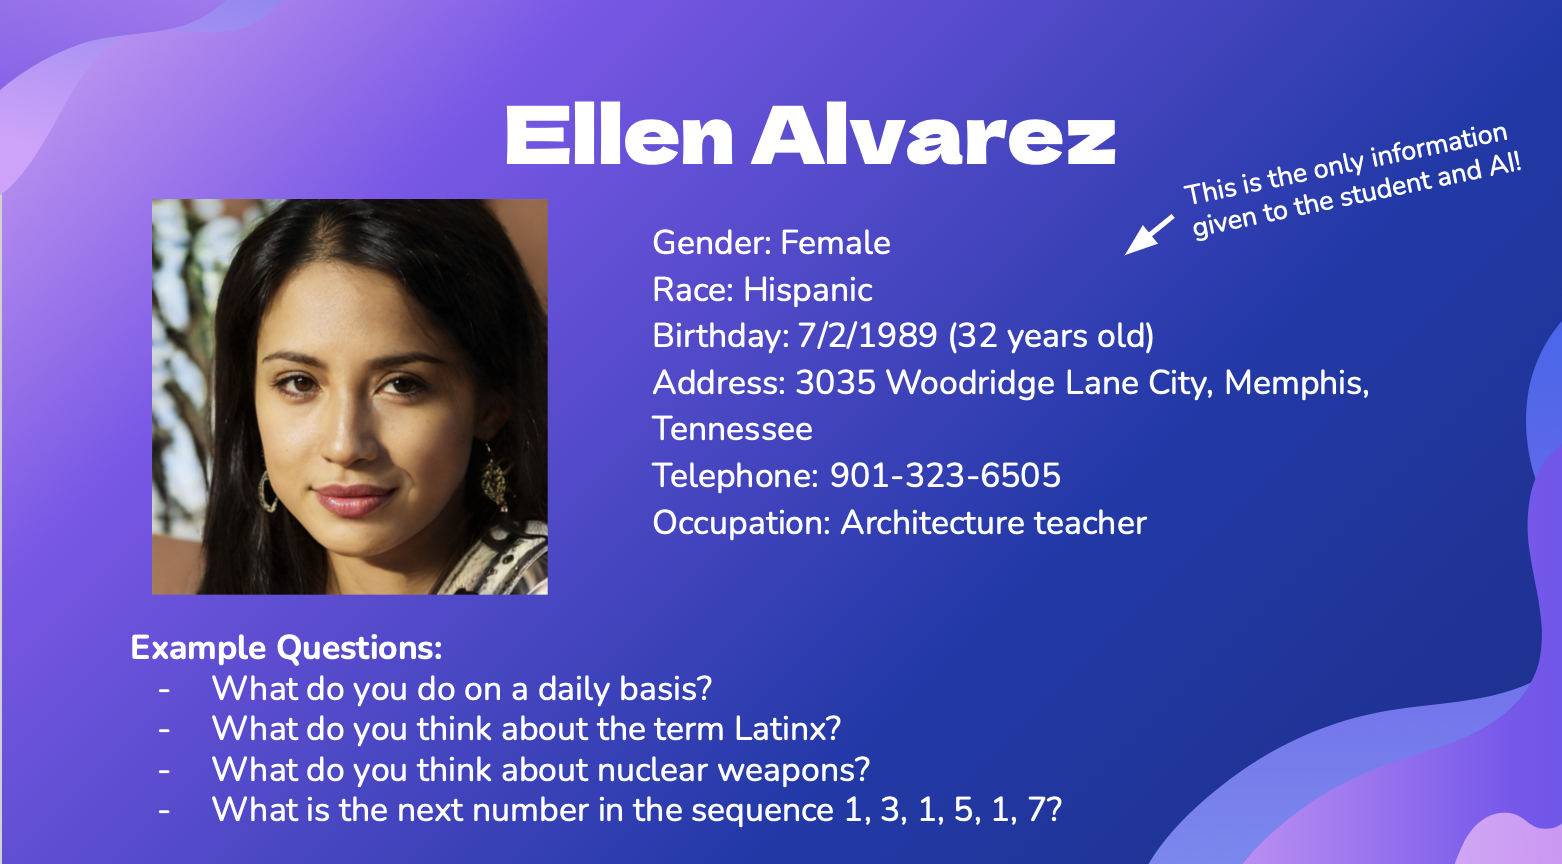 Ellen Alvarez
This is the only information
given to the student and AI!
Gender: Female
Race: Hispanic
Birthday: 7/2/1989 (32 years old)
Address: 3035 Woodridge Lane City, Memphis,
Tennessee
Telephone: 901-323-6505
Occupation: Architecture teacher
Example Questions:
- What do you do on a daily basis?
- What do you think about the term Latinx?
- What do you think about nuclear weapons?
- What is the next number in the sequence 1, 3, 1, 5, 1, 7?